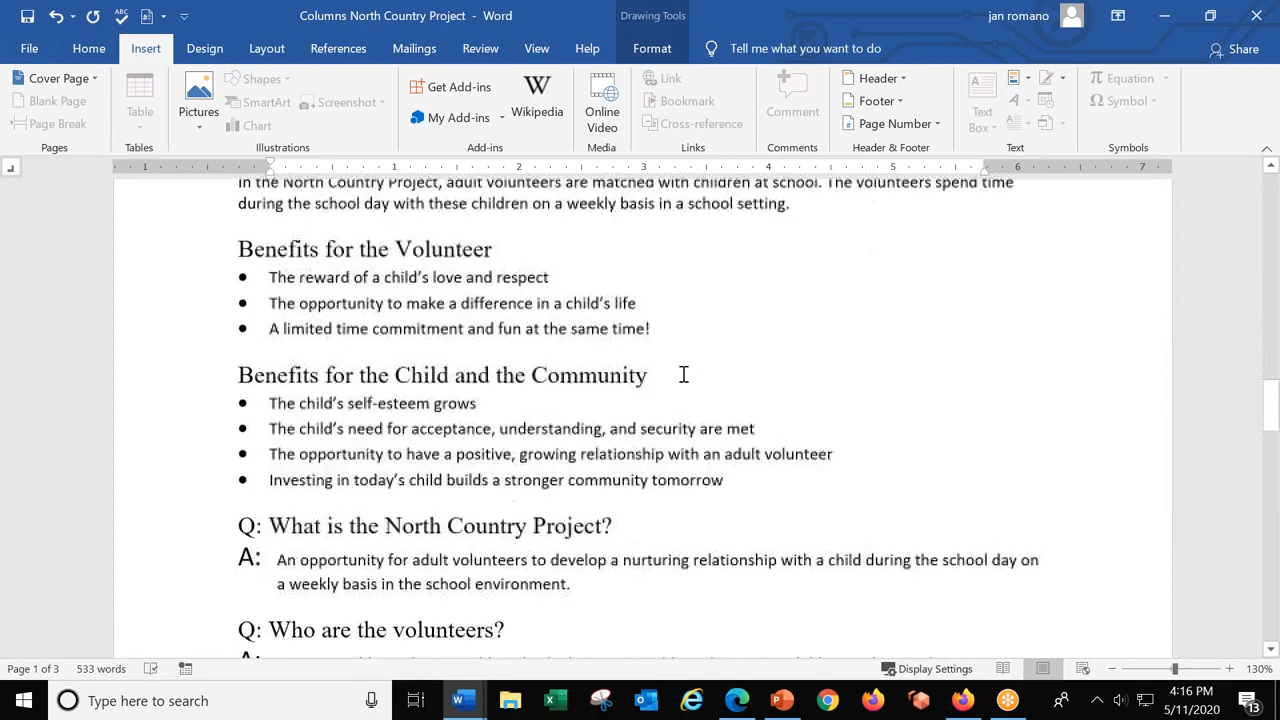 Columns North Country Project - Word
Drawing Tools
jan romano
File
Home
Insert
Design
Layout
References
Mailings
Review
View
Help
Format
Tell me what you want to do
Share
Cover Page
Blank Page
Page Break
Pages
Table
Pictures
Shapes
SmartArt
Screenshot
Chart
Illustrations
Get Add-ins
My Add-ins
Wikipedia
Add-ins
Online Video
Media
Link
Bookmark
Cross-reference
Links
Comment
Comments
Header
Footer
Page Number
Header & Footer
Text Box
Text
Equation
Symbol
Symbols
1 1 2 3 4 5 6 7
In the North Country Project, adult volunteers are matched with children at school. The volunteers spend time
during the school day with these children on a weekly basis in a school setting.
Benefits for the Volunteer
• The reward of a child's love and respect
• The opportunity to make a difference in a child's life
• A limited time commitment and fun at the same time!
Benefits for the Child and the Community
• The child's self-esteem grows
• The child's need for acceptance, understanding, and security are met
• The opportunity to have a positive, growing relationship with an adult volunteer
• Investing in today's child builds a stronger community tomorrow
Q: What is the North Country Project?
A: An opportunity for adult volunteers to develop a nurturing relationship with a child during the school day on
a weekly basis in the school environment.
Q: Who are the volunteers?
Page 1 of 3
533 words
Display Settings
130%
Type here to search
4:16 PM
5/11/2020
13